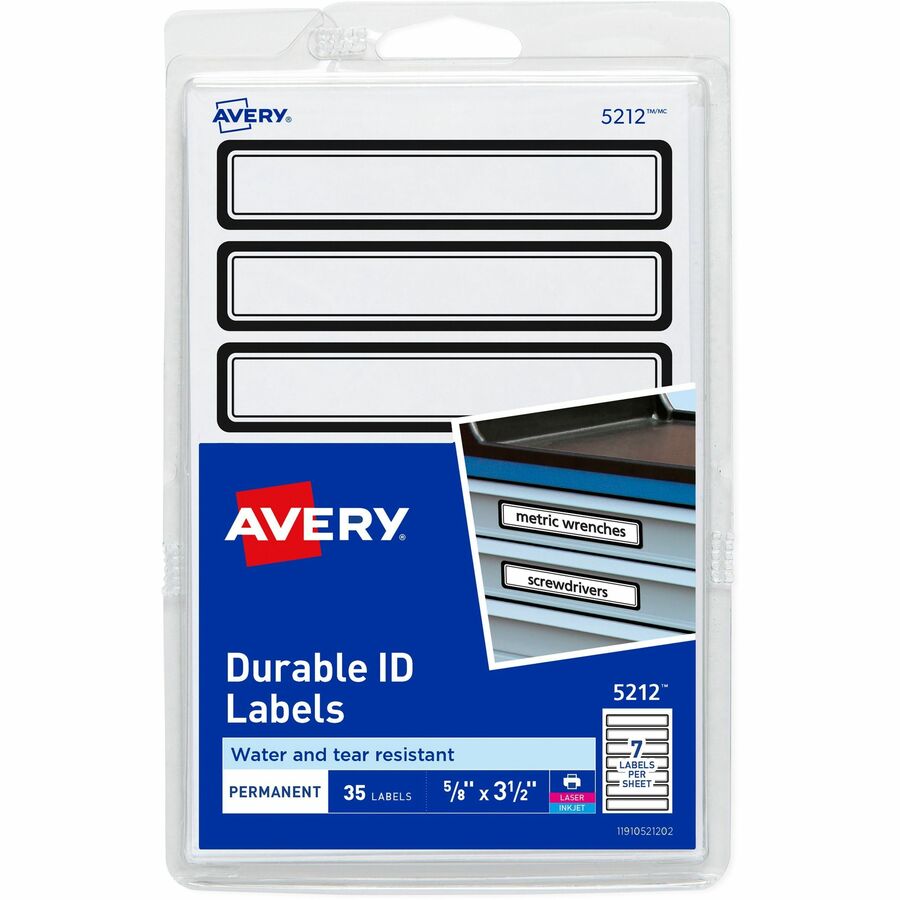 AVERY®
5212™/MC
metric wrenches
screwdrivers
AVERY®
Durable ID
Labels
Water and tear resistant
PERMANENT
35 LABELS
5/8" x 3 1/2"
LASER
INKJET
5212™
7
LABELS
PER
SHEET
11910521202